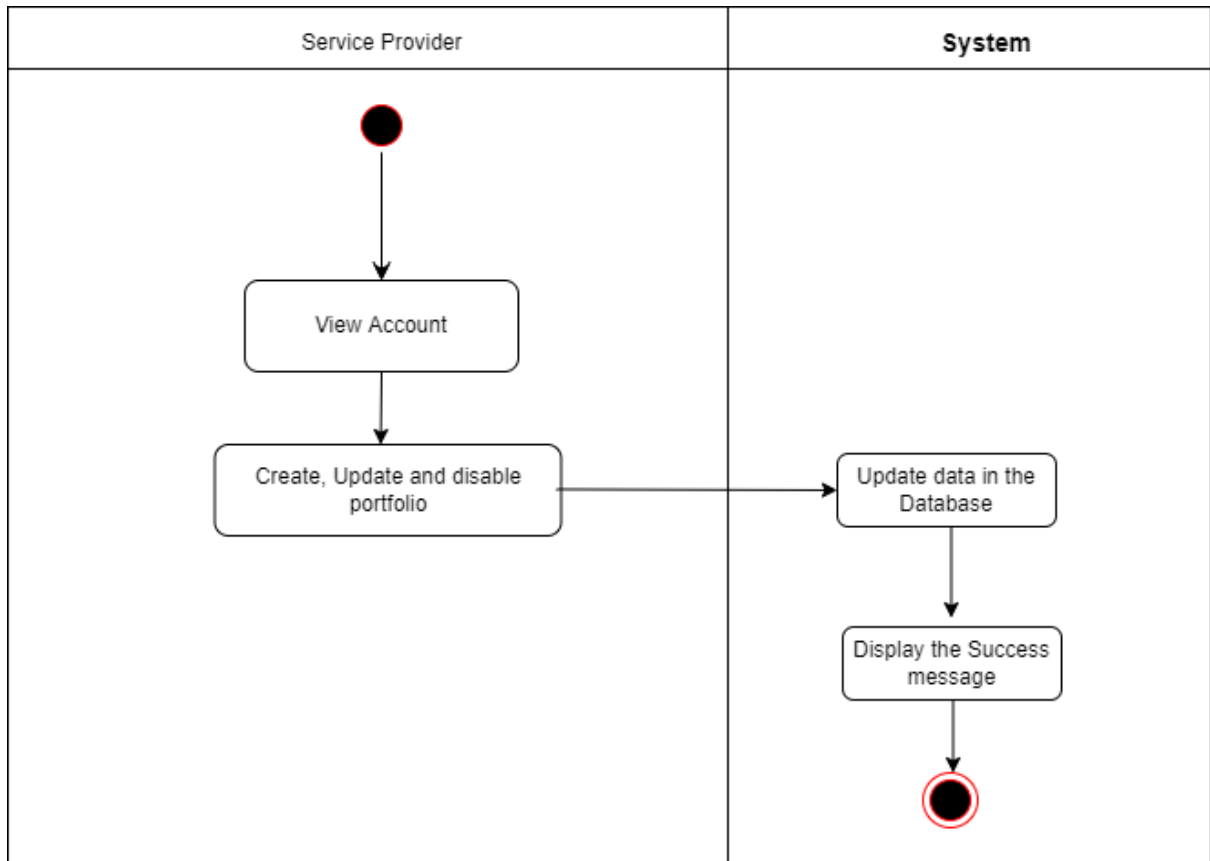 Service Provider
System
View Account
Create, Update and disable
portfolio
Update data in the
Database
Display the Success
message